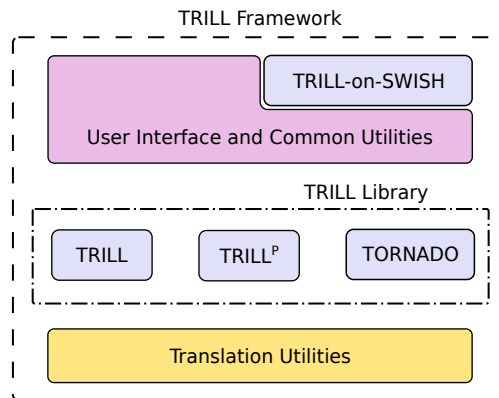 TRILL Framework
TRILL-on-SWISH
User Interface and Common Utilities
TRILL Library
TRILL
TRILLᴾ
TORNADO
Translation Utilities